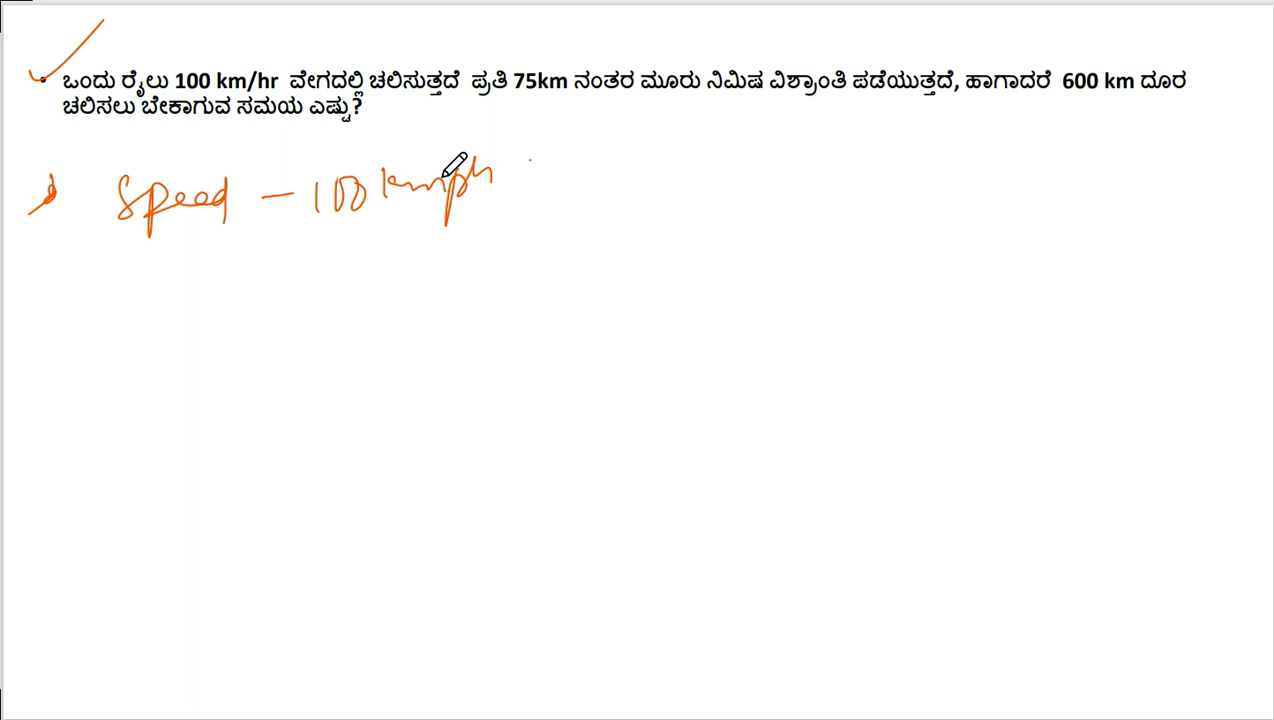 ಒಂದು ರೈಲು 100 km/hr ವೇಗದಲ್ಲಿ ಚಲಿಸುತ್ತದೆ ಪ್ರತಿ 75km ನಂತರ ಮೂರು ನಿಮಿಷ ವಿಶ್ರಾಂತಿ ಪಡೆಯುತ್ತದೆ, ಹಾಗಾದರೆ 600 km ದೂರ
ಚಲಿಸಲು ಬೇಕಾಗುವ ಸಮಯ ಎಷ್ಟು?
Speed - 100 kmph